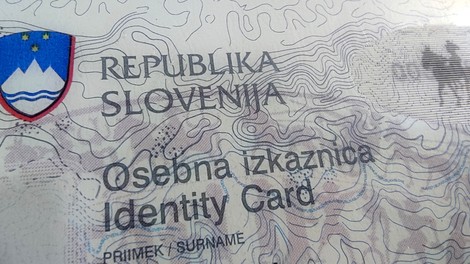 REPUBLIKA
SLOVENIJA
Osebna izkaznica
Identity Card
PRIIMEK / SURNAME